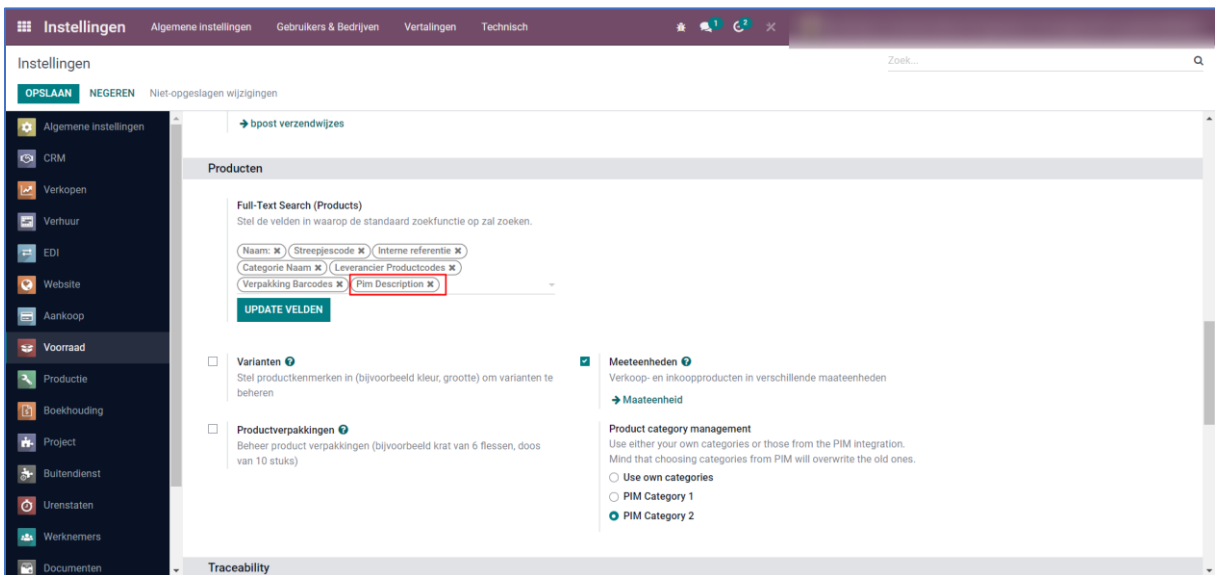 Instellingen Algemene instellingen Gebruikers & Bedrijven Vertalingen Technisch 1 2
Instellingen Zoek...
OPSLAAN NEGEREN Niet-opgeslagen wijzigingen
Algemene instellingen
CRM
Verkopen
Verhuur
EDI
Website
Aankoop
Voorraad
Productie
Boekhouding
Project
Buitendienst
Urenstaten
Werknemers
Documenten
bpost verzendwijzes
Producten
Full-Text Search (Products)
Stel de velden in waarop de standaard zoekfunctie op zal zoeken.
Naam: Streepjescode Interne referentie
Categorie Naam Leverancier Productcodes
Verpakking Barcodes Pim Description
UPDATE VELDEN
Varianten
Stel productkenmerken in (bijvoorbeeld kleur, grootte) om varianten te
beheren
Meeteenheden
Verkoop- en inkoopproducten in verschillende maateenheden
Maateenheid
Productverpakkingen
Beheer product verpakkingen (bijvoorbeeld krat van 6 flessen, doos
van 10 stuks)
Product category management
Use either your own categories or those from the PIM integration.
Mind that choosing categories from PIM will overwrite the old ones.
Use own categories
PIM Category 1
PIM Category 2
Traceability